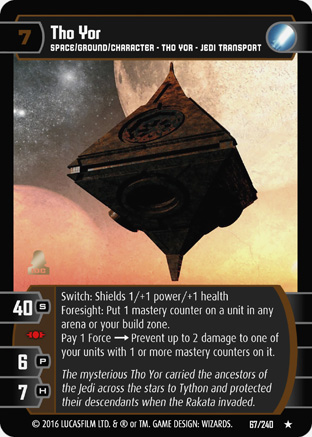 7
Tho Yor
SPACE/GROUND/CHARACTER - THO YOR - JEDI TRANSPORT
40 S
6 P
7 H
Switch: Shields 1/+1 power/+1 health
Foresight: Put 1 mastery counter on a unit in any
arena or your build zone.
Pay 1 Force → Prevent up to 2 damage to one of
your units with 1 or more mastery counters on it.
The mysterious Tho Yor carried the ancestors of
the Jedi across the stars to Tython and protected
their descendants when the Rakata invaded.
© 2016 LUCASFILM LTD. & ® or TM. GAME DESIGN: WIZARDS. 67/240 ★